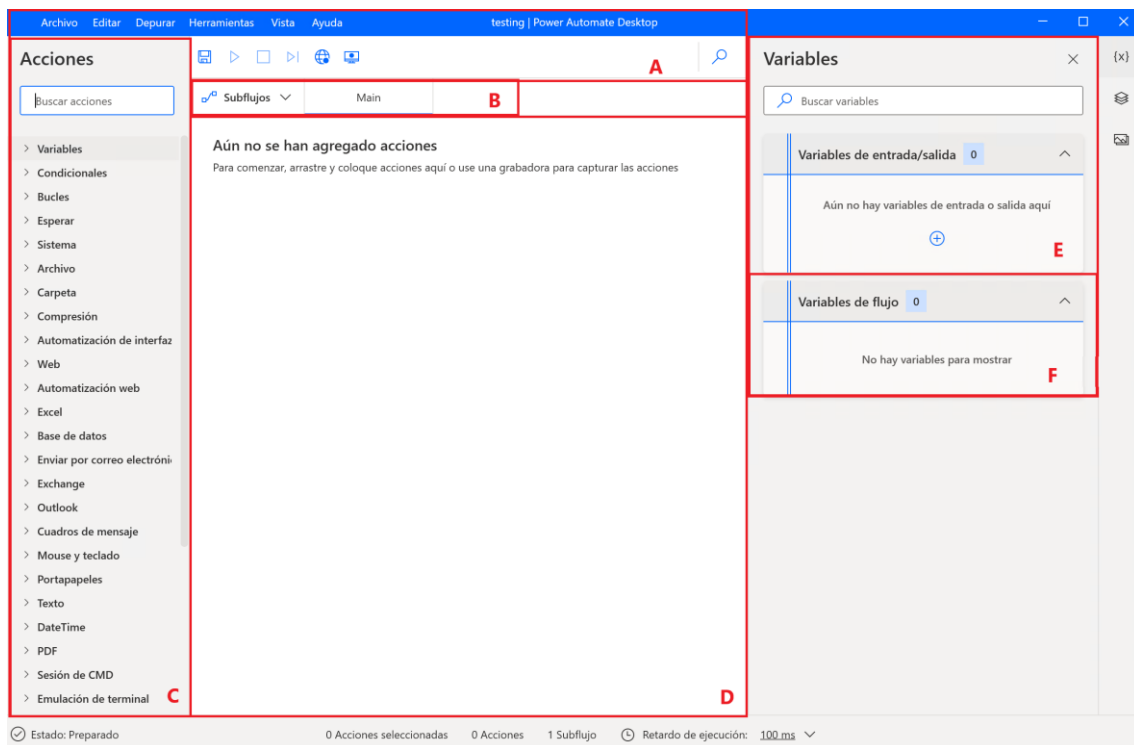 Archivo Editar Depurar Herramientas Vista Ayuda testing | Power Automate Desktop
Acciones
Buscar acciones
Variables
Condicionales
Bucles
Esperar
Sistema
Archivo
Carpeta
Compresión
Automatización de interfaz
Web
Automatización web
Excel
Base de datos
Enviar por correo electróni
Exchange
Outlook
Cuadros de mensaje
Mouse y teclado
Portapapeles
Texto
DateTime
PDF
Sesión de CMD
Emulación de terminal
C
A
Subflujos Main B
Aún no se han agregado acciones
Para comenzar, arrastre y coloque acciones aquí o use una grabadora para capturar las acciones
D
Variables
{x}
Buscar variables
Variables de entrada/salida 0
Aún no hay variables de entrada o salida aquí
E
Variables de flujo 0
No hay variables para mostrar
F
Estado: Preparado 0 Acciones seleccionadas 0 Acciones 1 Subflujo Retardo de ejecución: 100 ms